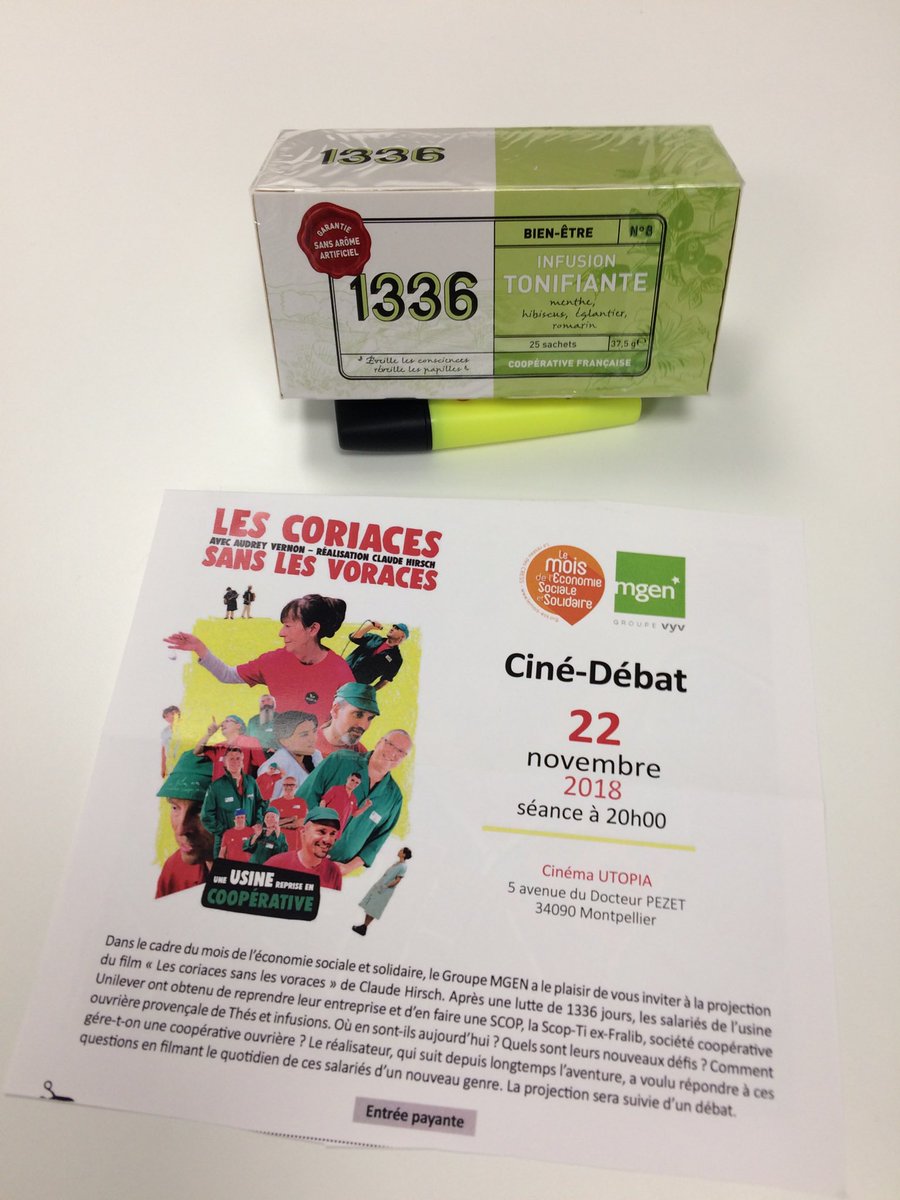 1336
GARANTIE
SANS ARÔME
ARTIFICIEL
1336
Éveille les consciences
réveille les papilles
BIEN-ÊTRE N°8
INFUSION
TONIFIANTE
menthe,
hibiscus, églantier,
romarin
25 sachets 37,5 g e
COOPÉRATIVE FRANÇAISE
LES CORIACES
AVEC AUDREY VERNON – RÉALISATION CLAUDE HIRSCH
SANS LES VORACES
UNE USINE REPRISE EN
COOPÉRATIVE
Le
mois
de l'Économie
Sociale
& Solidaire
mgen*
GROUPE vyv
Ciné-Débat
22
novembre
2018
séance à 20h00
Cinéma UTOPIA
5 avenue du Docteur PEZET
34090 Montpellier
Dans le cadre du mois de l'économie sociale et solidaire, le Groupe MGEN a le plaisir de vous inviter à la projection
du film « Les coriaces sans les voraces » de Claude Hirsch. Après une lutte de 1336 jours, les salariés de l'usine
Unilever ont obtenu de reprendre leur entreprise et d'en faire une SCOP, la Scop-Ti ex-Fralib, société coopérative
ouvrière provençale de Thés et infusions. Où en sont-ils aujourd'hui ? Quels sont leurs nouveaux défis ? Comment
gére-t-on une coopérative ouvrière ? Le réalisateur, qui suit depuis longtemps l'aventure, a voulu répondre à ces
questions en filmant le quotidien de ces salariés d'un nouveau genre. La projection sera suivie d'un débat.
Entrée payante